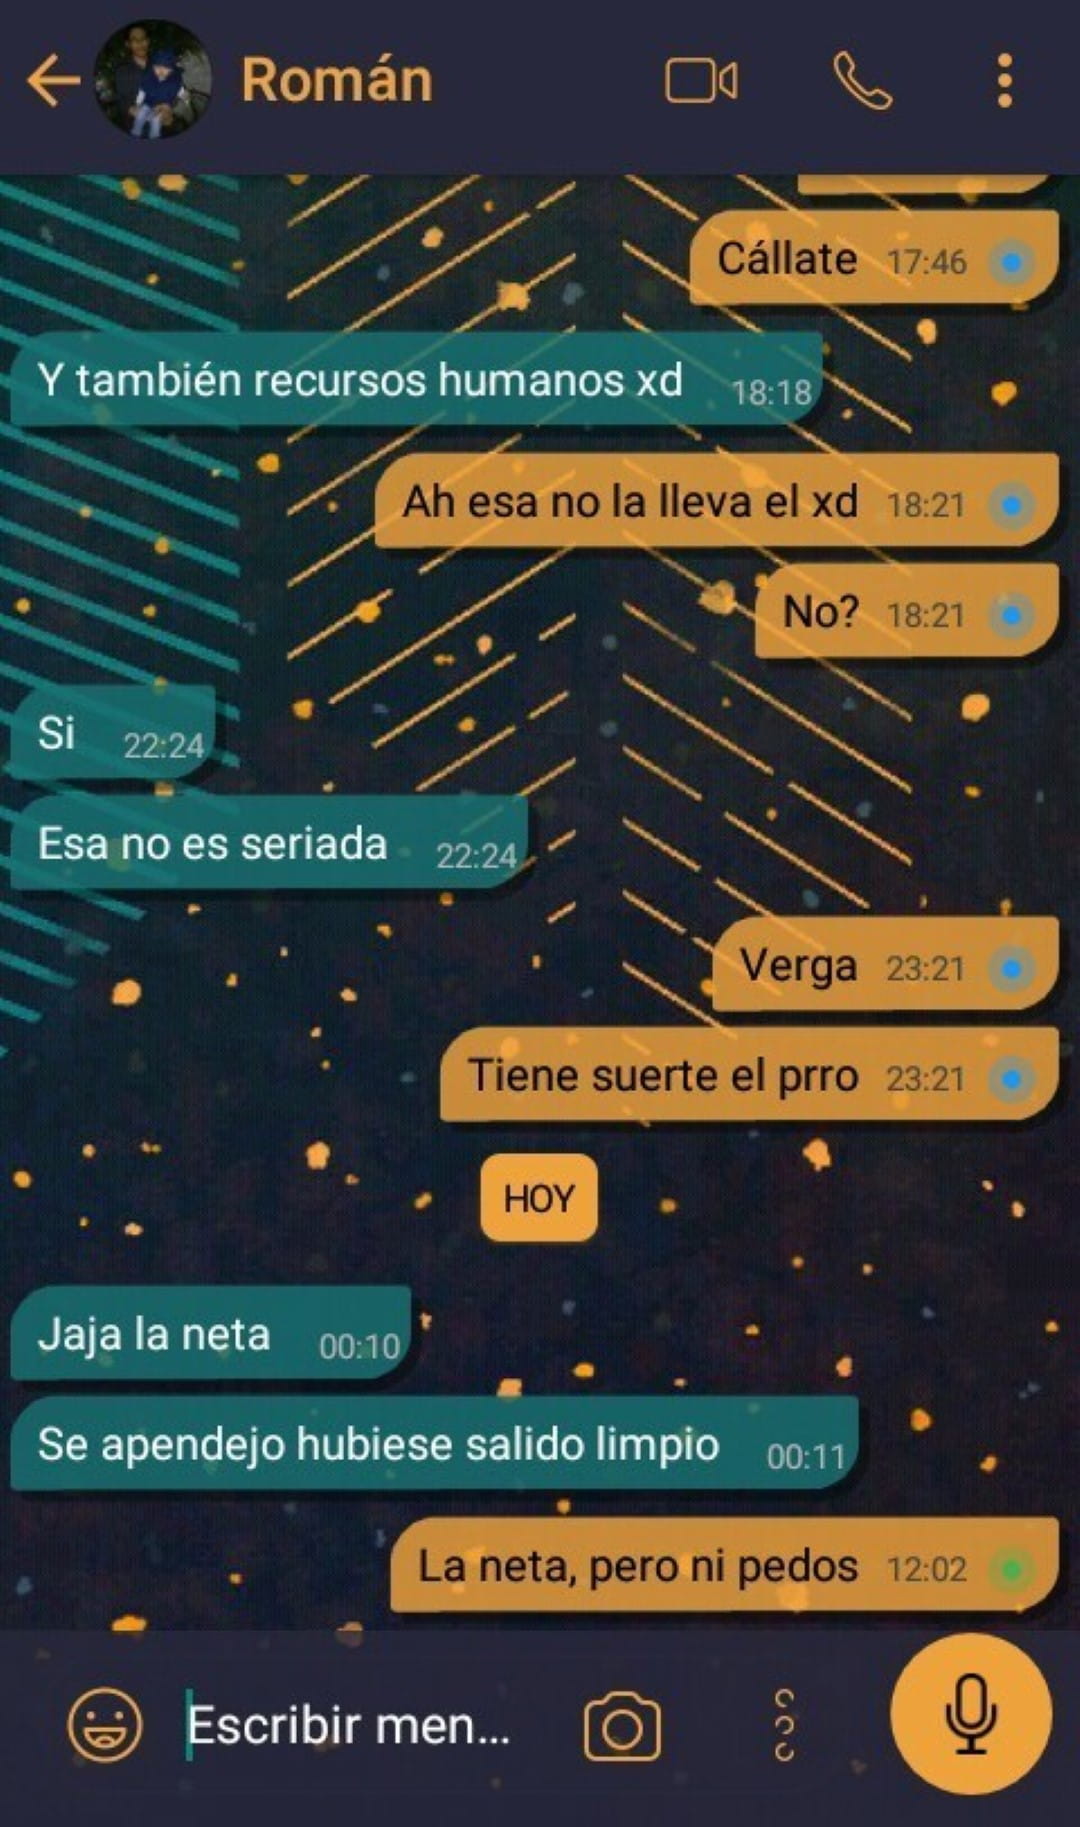 Román
Cállate 17:46
Y también recursos humanos xd 18:18
Ah esa no la lleva el xd 18:21
No? 18:21
Si 22:24
Esa no es seriada 22:24
Verga 23:21
Tiene suerte el prro 23:21
HOY
Jaja la neta 00:10
Se apendejo hubiese salido limpio 00:11
La neta, pero ni pedos 12:02
Escribir men...